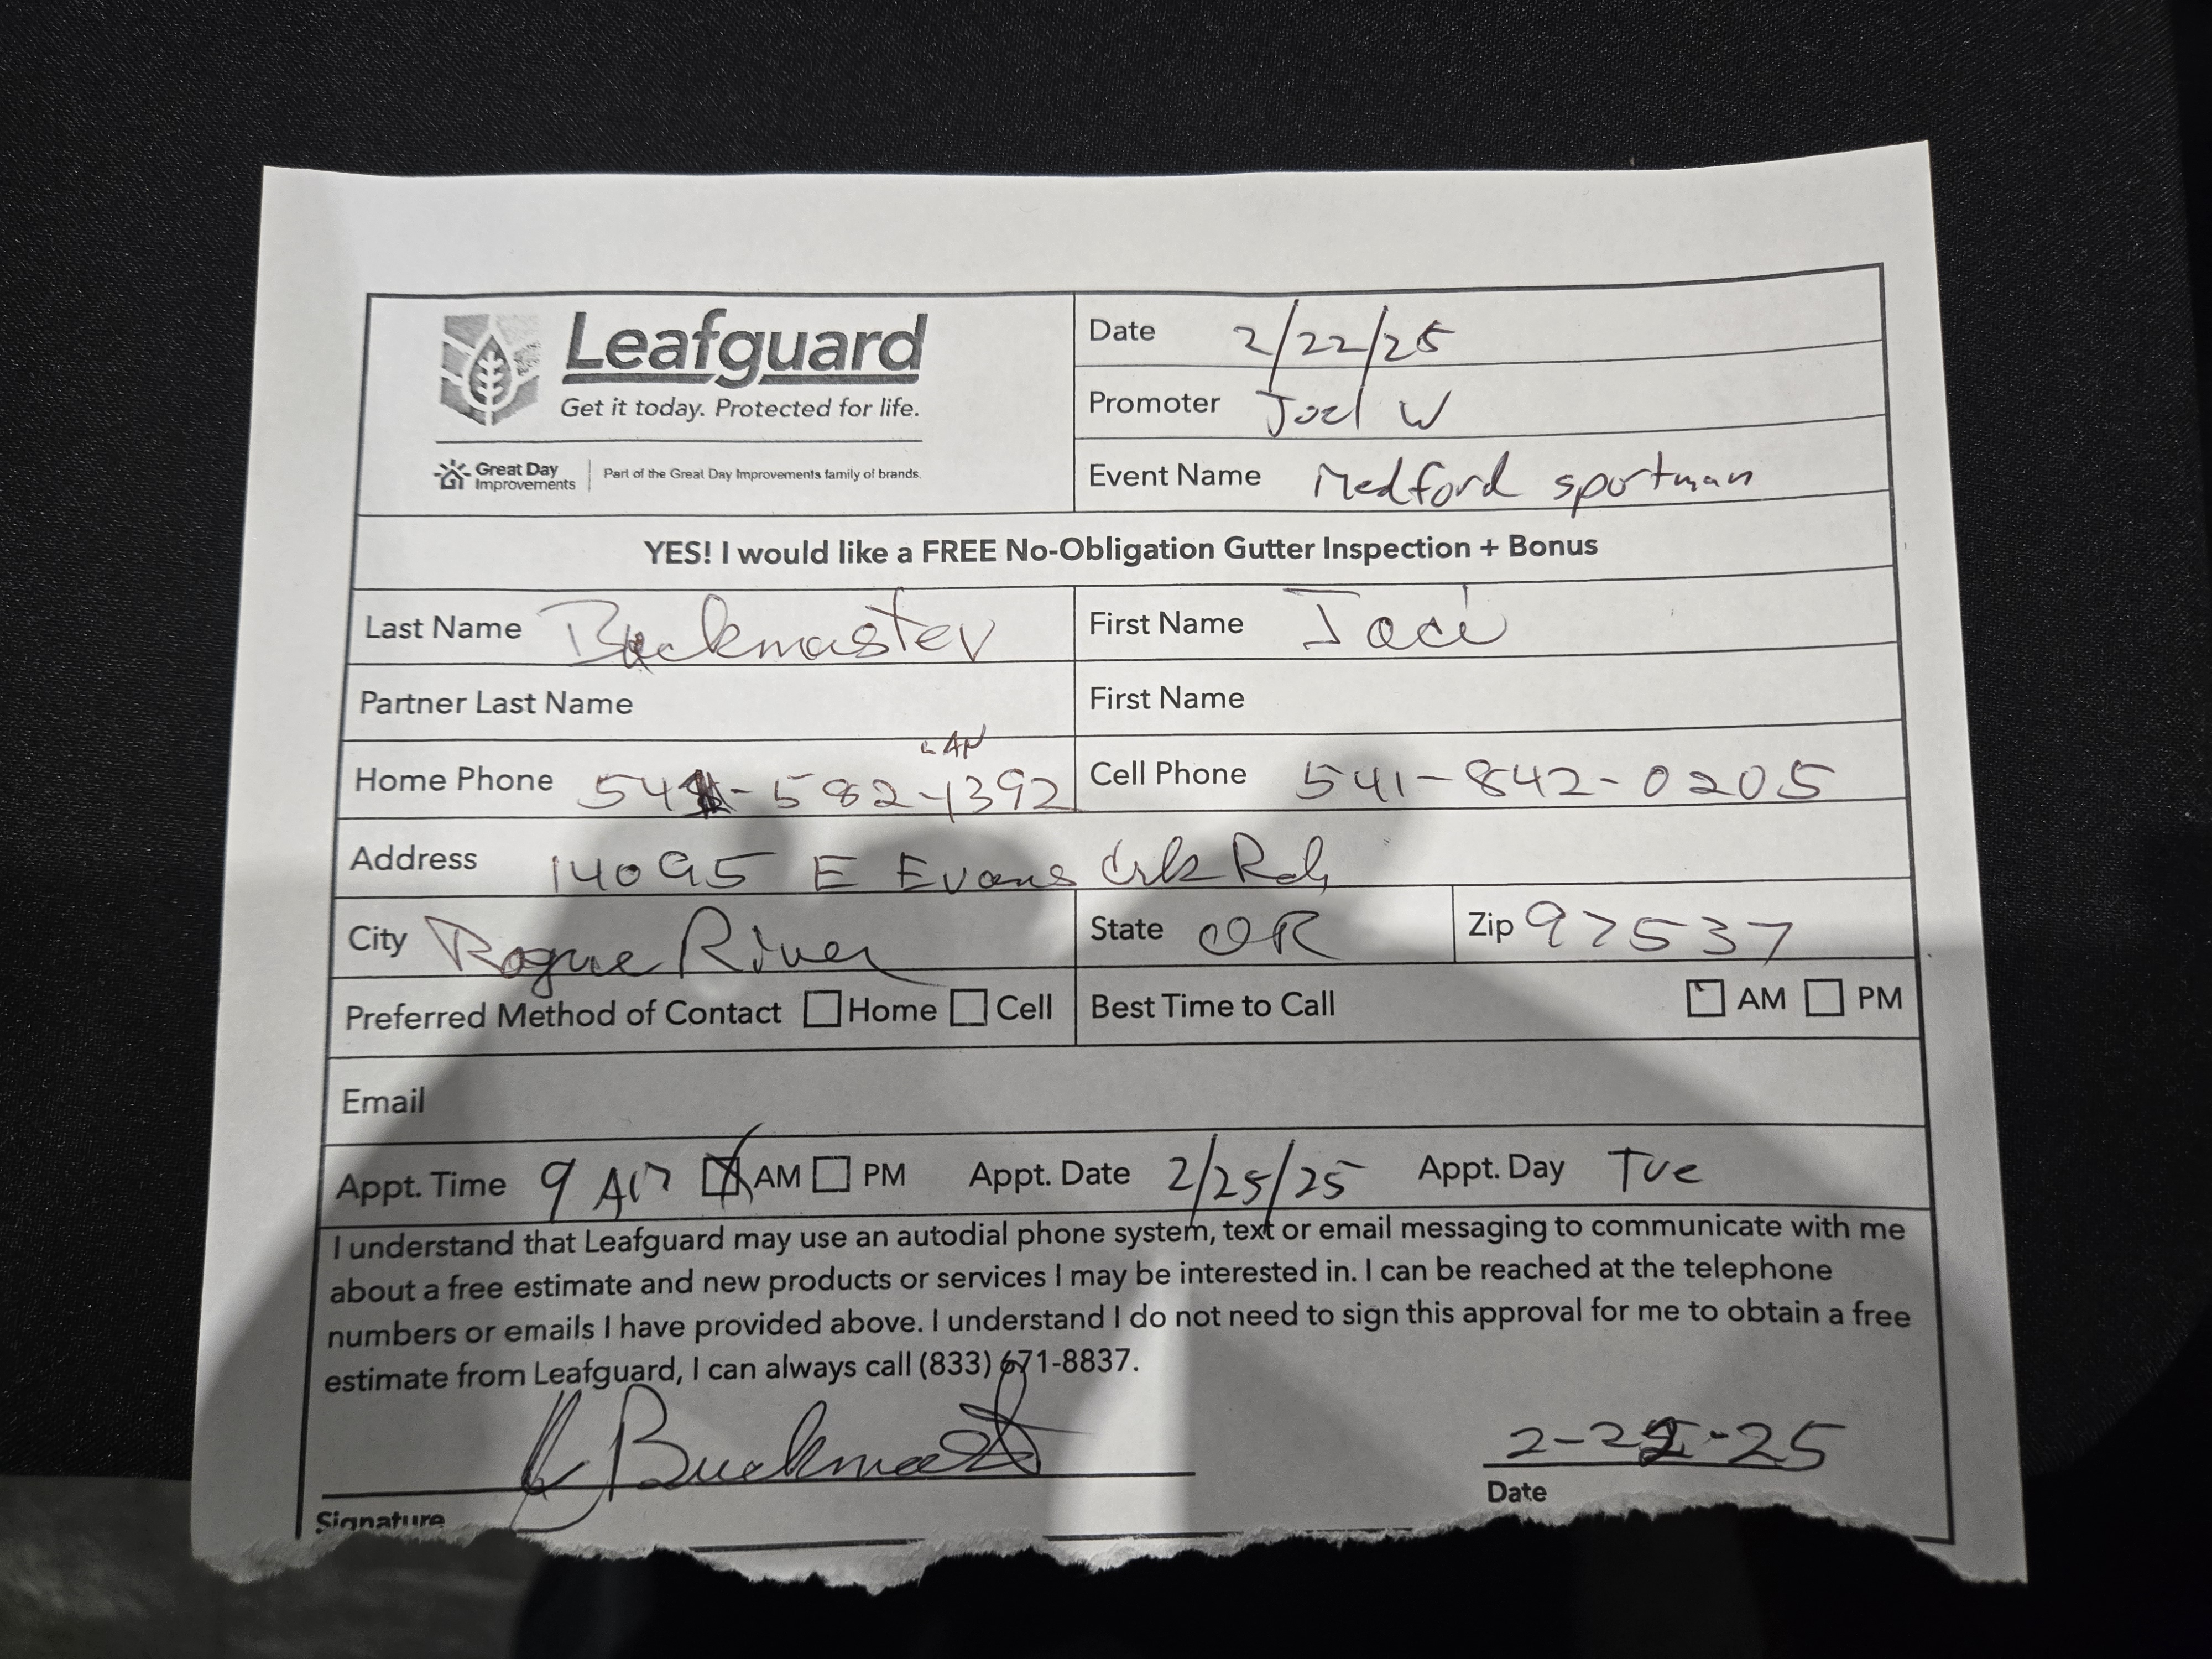 Leafguard
Get it today. Protected for life.
Great Day Improvements | Part of the Great Day Improvements family of brands.
Date 2/22/25
Promoter Joel W
Event Name Medford sportman
YES! I would like a FREE No-Obligation Gutter Inspection + Bonus
Last Name Buckmaster First Name Jaci
Partner Last Name First Name
Home Phone 541-582-1392 Cell Phone 541-842-0205
Address 14095 E Evans Rd
City Rogue River State OR Zip 97537
Preferred Method of Contact ☐ Home ☐ Cell Best Time to Call ☐ AM ☐ PM
Email
Appt. Time 9 AM ☒ AM ☐ PM Appt. Date 2/25/25 Appt. Day Tue
I understand that Leafguard may use an autodial phone system, text or email messaging to communicate with me
about a free estimate and new products or services I may be interested in. I can be reached at the telephone
numbers or emails I have provided above. I understand I do not need to sign this approval for me to obtain a free
estimate from Leafguard, I can always call (833) 671-8837.
2-25-25
Signature Date